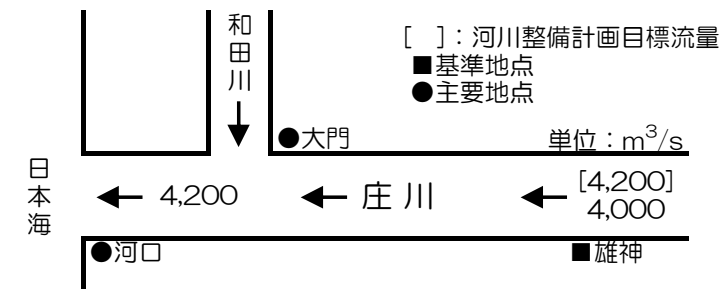 和田川
[　]：河川整備計画目標流量
■基準地点
●主要地点
●大門
単位：m³/s
日本海
4,200
庄川
[4,200]
4,000
●河口
■雄神